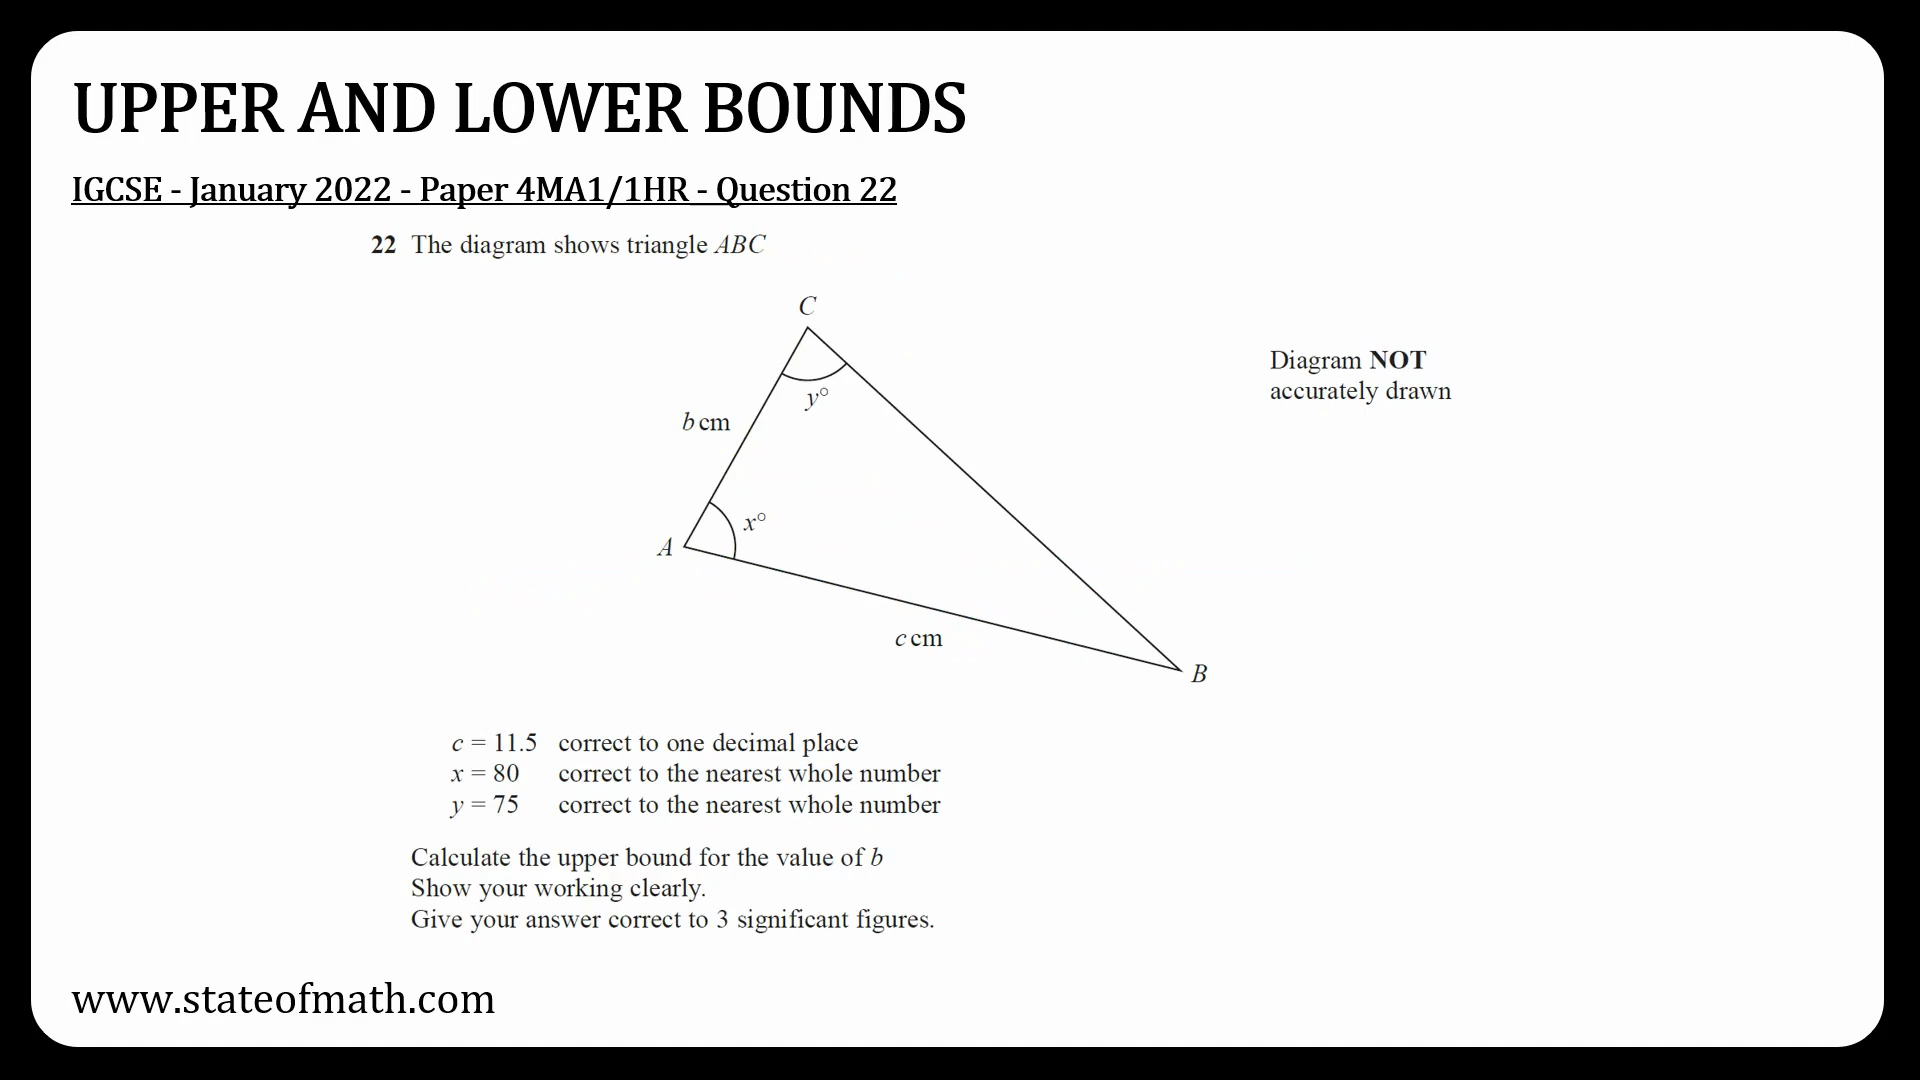 UPPER AND LOWER BOUNDS
IGCSE - January 2022 - Paper 4MA1/1HR - Question 22
22 The diagram shows triangle ABC
C
Diagram NOT
accurately drawn
y°
b cm
x°
A
c cm
B
c = 11.5 correct to one decimal place
x = 80 correct to the nearest whole number
y = 75 correct to the nearest whole number
Calculate the upper bound for the value of b
Show your working clearly.
Give your answer correct to 3 significant figures.
www.stateofmath.com